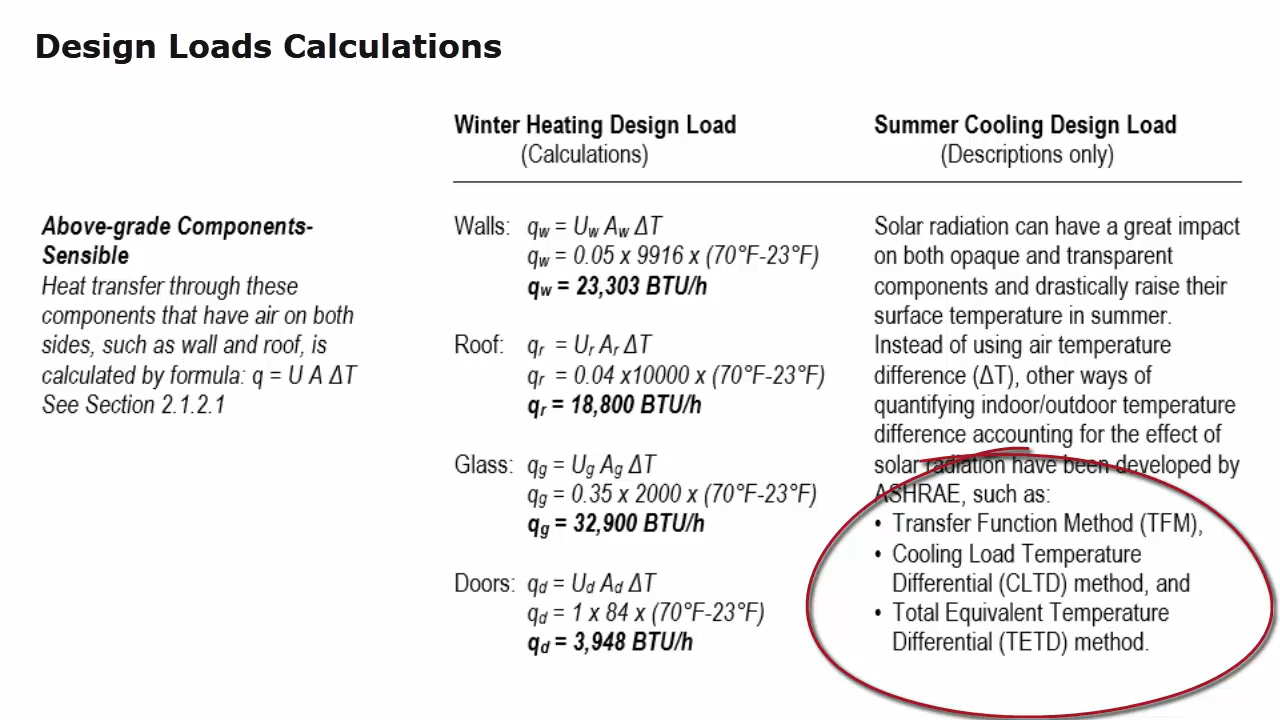 Design Loads Calculations
Winter Heating Design Load
(Calculations)
Summer Cooling Design Load
(Descriptions only)
Above-grade Components-
Sensible
Heat transfer through these
components that have air on both
sides, such as wall and roof, is
calculated by formula: q = U A ΔT
See Section 2.1.2.1
Walls: qw = Uw Aw ΔT
qw = 0.05 x 9916 x (70°F-23°F)
qw = 23,303 BTU/h
Roof: qr = Ur Ar ΔT
qr = 0.04 x10000 x (70°F-23°F)
qr = 18,800 BTU/h
Glass: qg = Ug Ag ΔT
qg = 0.35 x 2000 x (70°F-23°F)
qg = 32,900 BTU/h
Doors: qd = Ud Ad ΔT
qd = 1 x 84 x (70°F-23°F)
qd = 3,948 BTU/h
Solar radiation can have a great impact
on both opaque and transparent
components and drastically raise their
surface temperature in summer.
Instead of using air temperature
difference (ΔT), other ways of
quantifying indoor/outdoor temperature
difference accounting for the effect of
solar radiation have been developed by
ASHRAE, such as:
• Transfer Function Method (TFM),
• Cooling Load Temperature
Differential (CLTD) method, and
• Total Equivalent Temperature
Differential (TETD) method.